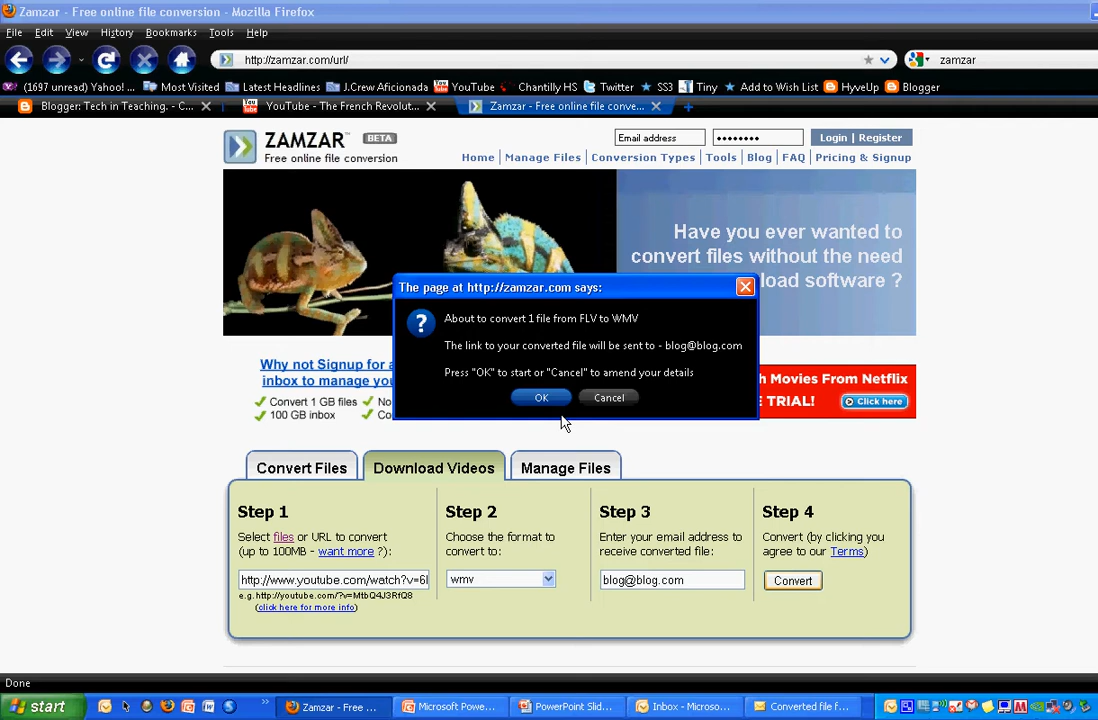 Zamzar - Free online file conversion - Mozilla Firefox
File Edit View History Bookmarks Tools Help
http://zamzar.com/url/
zamzar
(1697 unread) Yahoo! ... Most Visited Latest Headlines J.Crew Aficionada YouTube Chantilly HS Twitter SS3 Tiny Add to Wish List HyveUp Blogger
Blogger: Tech in Teaching. - C... YouTube - The French Revolut... Zamzar - Free online file conve...
ZAMZAR™ BETA
Free online file conversion
Email address •••••••• Login | Register
Home Manage Files Conversion Types Tools Blog FAQ Pricing & Signup
Have you ever wanted to
convert files without the need
load software ?
The page at http://zamzar.com says:
?
About to convert 1 file from FLV to WMV
The link to your converted file will be sent to - blog@blog.com
Press "OK" to start or "Cancel" to amend your details
OK Cancel
Why not Signup for a
inbox to manage you
Convert 1 GB files No
100 GB inbox Co
h Movies From Netflix
E TRIAL! Click here
Convert Files Download Videos Manage Files
Step 1
Select files or URL to convert
(up to 100MB - want more ?):
http://www.youtube.com/watch?v=6l
e.g. http://youtube.com/?v=MtbQ4J3RfQ8
(click here for more info)
Step 2
Choose the format to
convert to:
wmv
Step 3
Enter your email address to
receive converted file:
blog@blog.com
Step 4
Convert (by clicking you
agree to our Terms)
Convert
Done
start Zamzar - Free ... Microsoft Powe... PowerPoint Slid... Inbox - Microso... Converted file f...